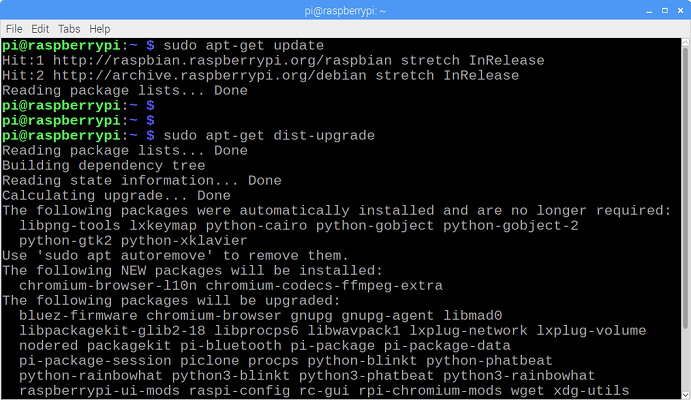 pi@raspberrypi: ~
File Edit Tabs Help
pi@raspberrypi:~ $ sudo apt-get update
Hit:1 http://raspbian.raspberrypi.org/raspbian stretch InRelease
Hit:2 http://archive.raspberrypi.org/debian stretch InRelease
Reading package lists... Done
pi@raspberrypi:~ $
pi@raspberrypi:~ $
pi@raspberrypi:~ $ sudo apt-get dist-upgrade
Reading package lists... Done
Building dependency tree
Reading state information... Done
Calculating upgrade... Done
The following packages were automatically installed and are no longer required:
  libpng-tools lxkeymap python-cairo python-gobject python-gobject-2
  python-gtk2 python-xklavier
Use 'sudo apt autoremove' to remove them.
The following NEW packages will be installed:
  chromium-browser-l10n chromium-codecs-ffmpeg-extra
The following packages will be upgraded:
  bluez-firmware chromium-browser gnupg gnupg-agent libmad0
  libpackagekit-glib2-18 libprocps6 libwavpack1 lxplug-network lxplug-volume
  nodered packagekit pi-bluetooth pi-package pi-package-data
  pi-package-session piclone procps python-blinkt python-phatbeat
  python-rainbowhat python3-blinkt python3-phatbeat python3-rainbowhat
  raspberrypi-ui-mods raspi-config rc-gui rpi-chromium-mods wget xdg-utils